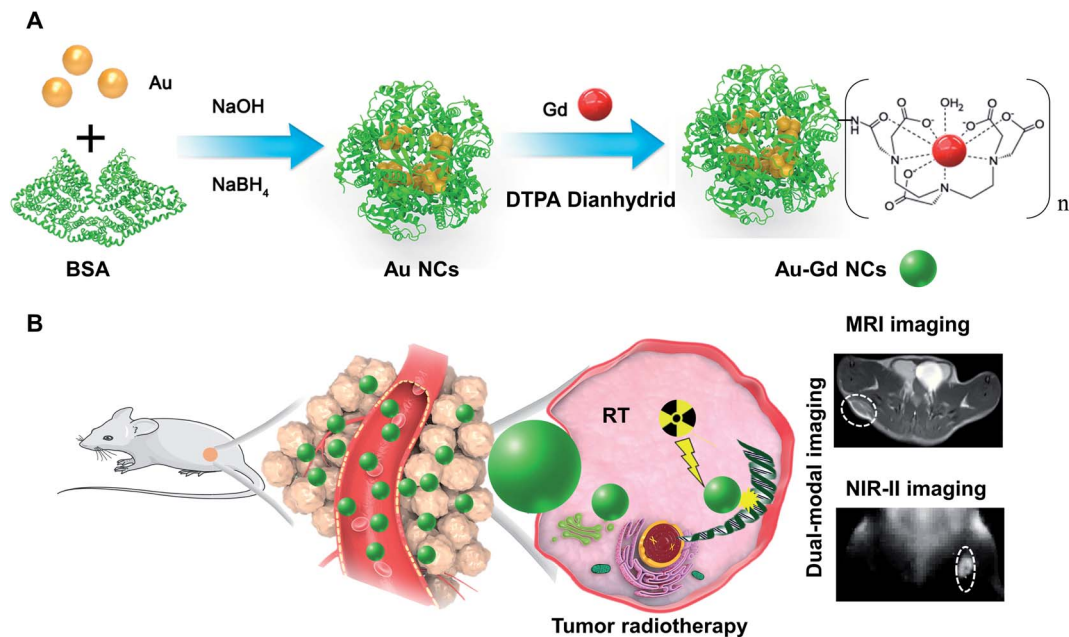 A
Au
+
BSA
NaOH
NaBH₄
Au NCs
Gd
DTPA Dianhydrid
N
H
O
O
O
OH₂
O
O
O
O
O
O
N
N
N
n
Au-Gd NCs
B
RT
Tumor radiotherapy
Dual-modal imaging
MRI imaging
NIR-II imaging